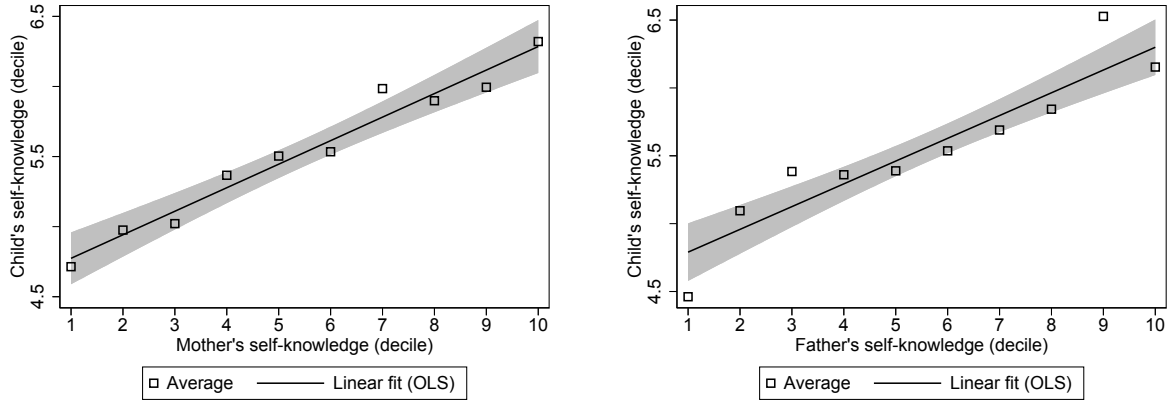 Child's self-knowledge (decile)
6.5
5.5
4.5
1 2 3 4 5 6 7 8 9 10
Mother's self-knowledge (decile)
Average Linear fit (OLS)
Child's self-knowledge (decile)
6.5
5.5
4.5
1 2 3 4 5 6 7 8 9 10
Father's self-knowledge (decile)
Average Linear fit (OLS)